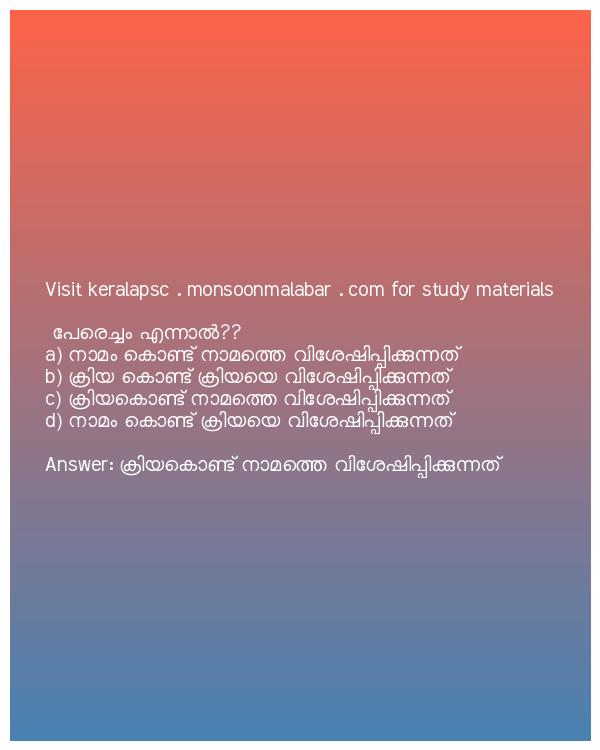 Visit keralapsc . monsoonmalabar . com for study materials
പേരെച്ചം എന്നാൽ??
a) നാമം കൊണ്ട് നാമത്തെ വിശേഷിപ്പിക്കുന്നത്
b) ക്രിയ കൊണ്ട് ക്രിയയെ വിശേഷിപ്പിക്കുന്നത്
c) ക്രിയകൊണ്ട് നാമത്തെ വിശേഷിപ്പിക്കുന്നത്
d) നാമം കൊണ്ട് ക്രിയയെ വിശേഷിപ്പിക്കുന്നത്
Answer: ക്രിയകൊണ്ട് നാമത്തെ വിശേഷിപ്പിക്കുന്നത്